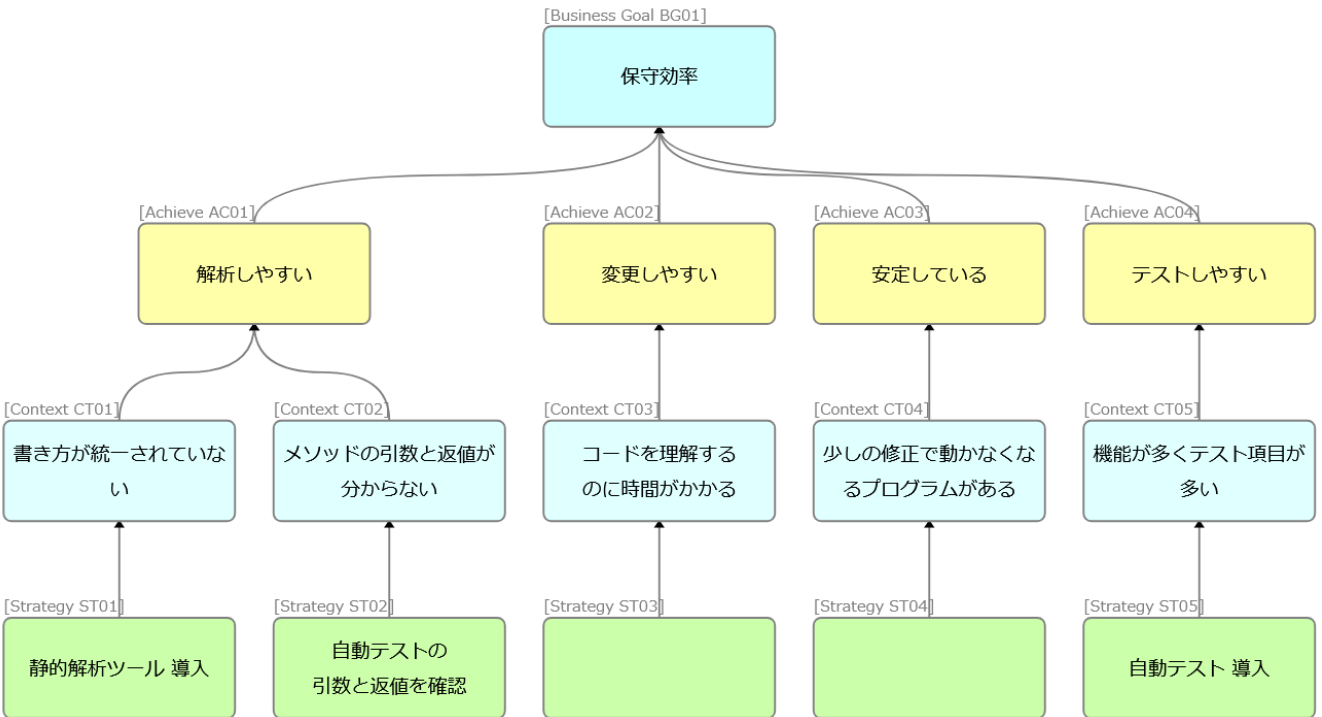 [Business Goal BG01]
保守効率
[Achieve AC01]
解析しやすい
[Achieve AC02]
変更しやすい
[Achieve AC03]
安定している
[Achieve AC04]
テストしやすい
[Context CT01]
書き方が統一されていな
い
[Context CT02]
メソッドの引数と返値が
分からない
[Context CT03]
コードを理解する
のに時間がかかる
[Context CT04]
少しの修正で動かなくな
るプログラムがある
[Context CT05]
機能が多くテスト項目が
多い
[Strategy ST01]
静的解析ツール 導入
[Strategy ST02]
自動テストの
引数と返値を確認
[Strategy ST03]
[Strategy ST04]
[Strategy ST05]
自動テスト 導入